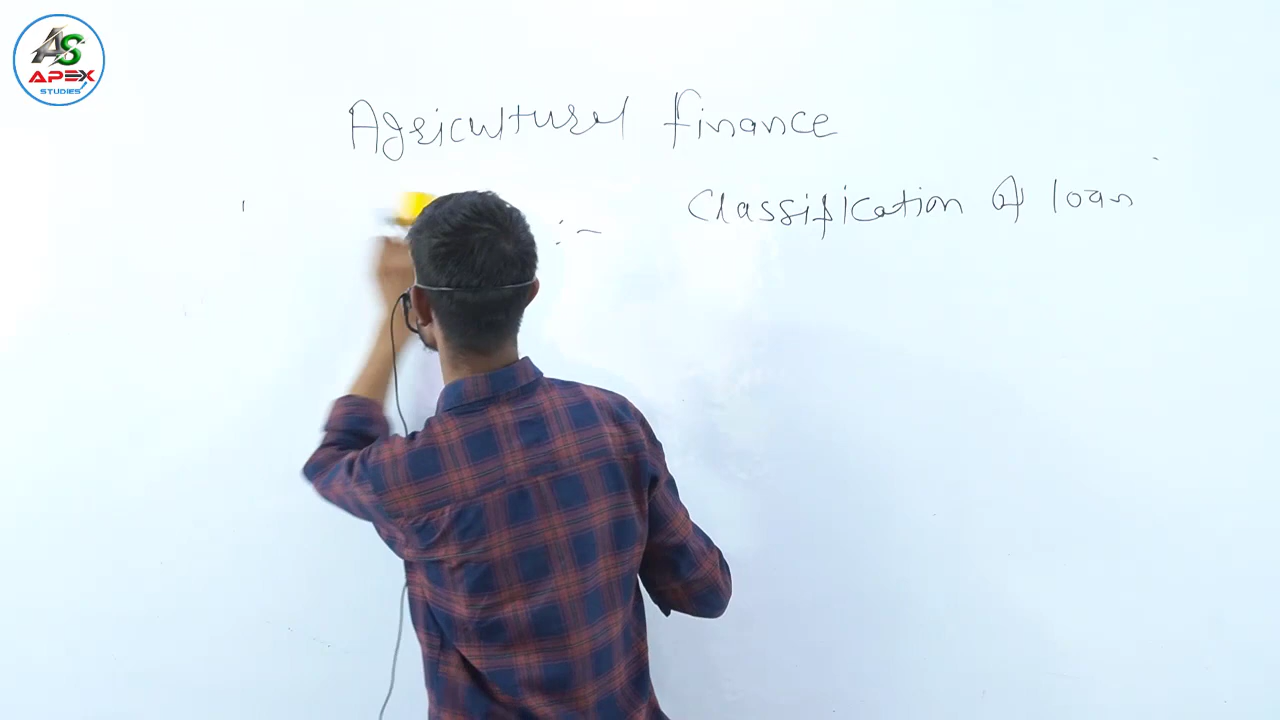 AS
APEX
STUDIES
Agricultural finance
:- Classification of loan